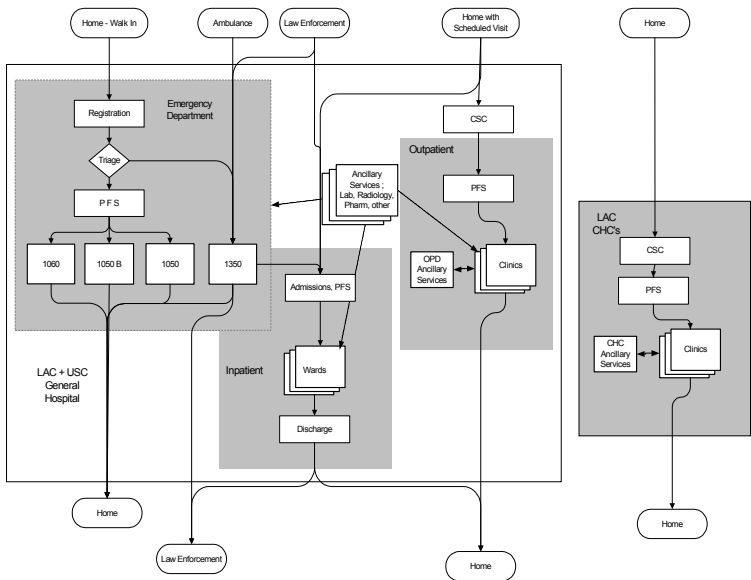 Home - Walk In
Ambulance
Law Enforcement
Home with
Scheduled Visit
Home
Emergency
Department
Registration
Triage
P F S
1060
1050 B
1050
1350
Ancillary
Services ;
Lab, Radiology,
Pharm, other
CSC
Outpatient
PFS
OPD
Ancillary
Services
Clinics
Admissions, PFS
Inpatient
Wards
Discharge
LAC + USC
General
Hospital
LAC
CHC's
CSC
PFS
CHC
Ancillary
Services
Clinics
Home
Law Enforcement
Home
Home